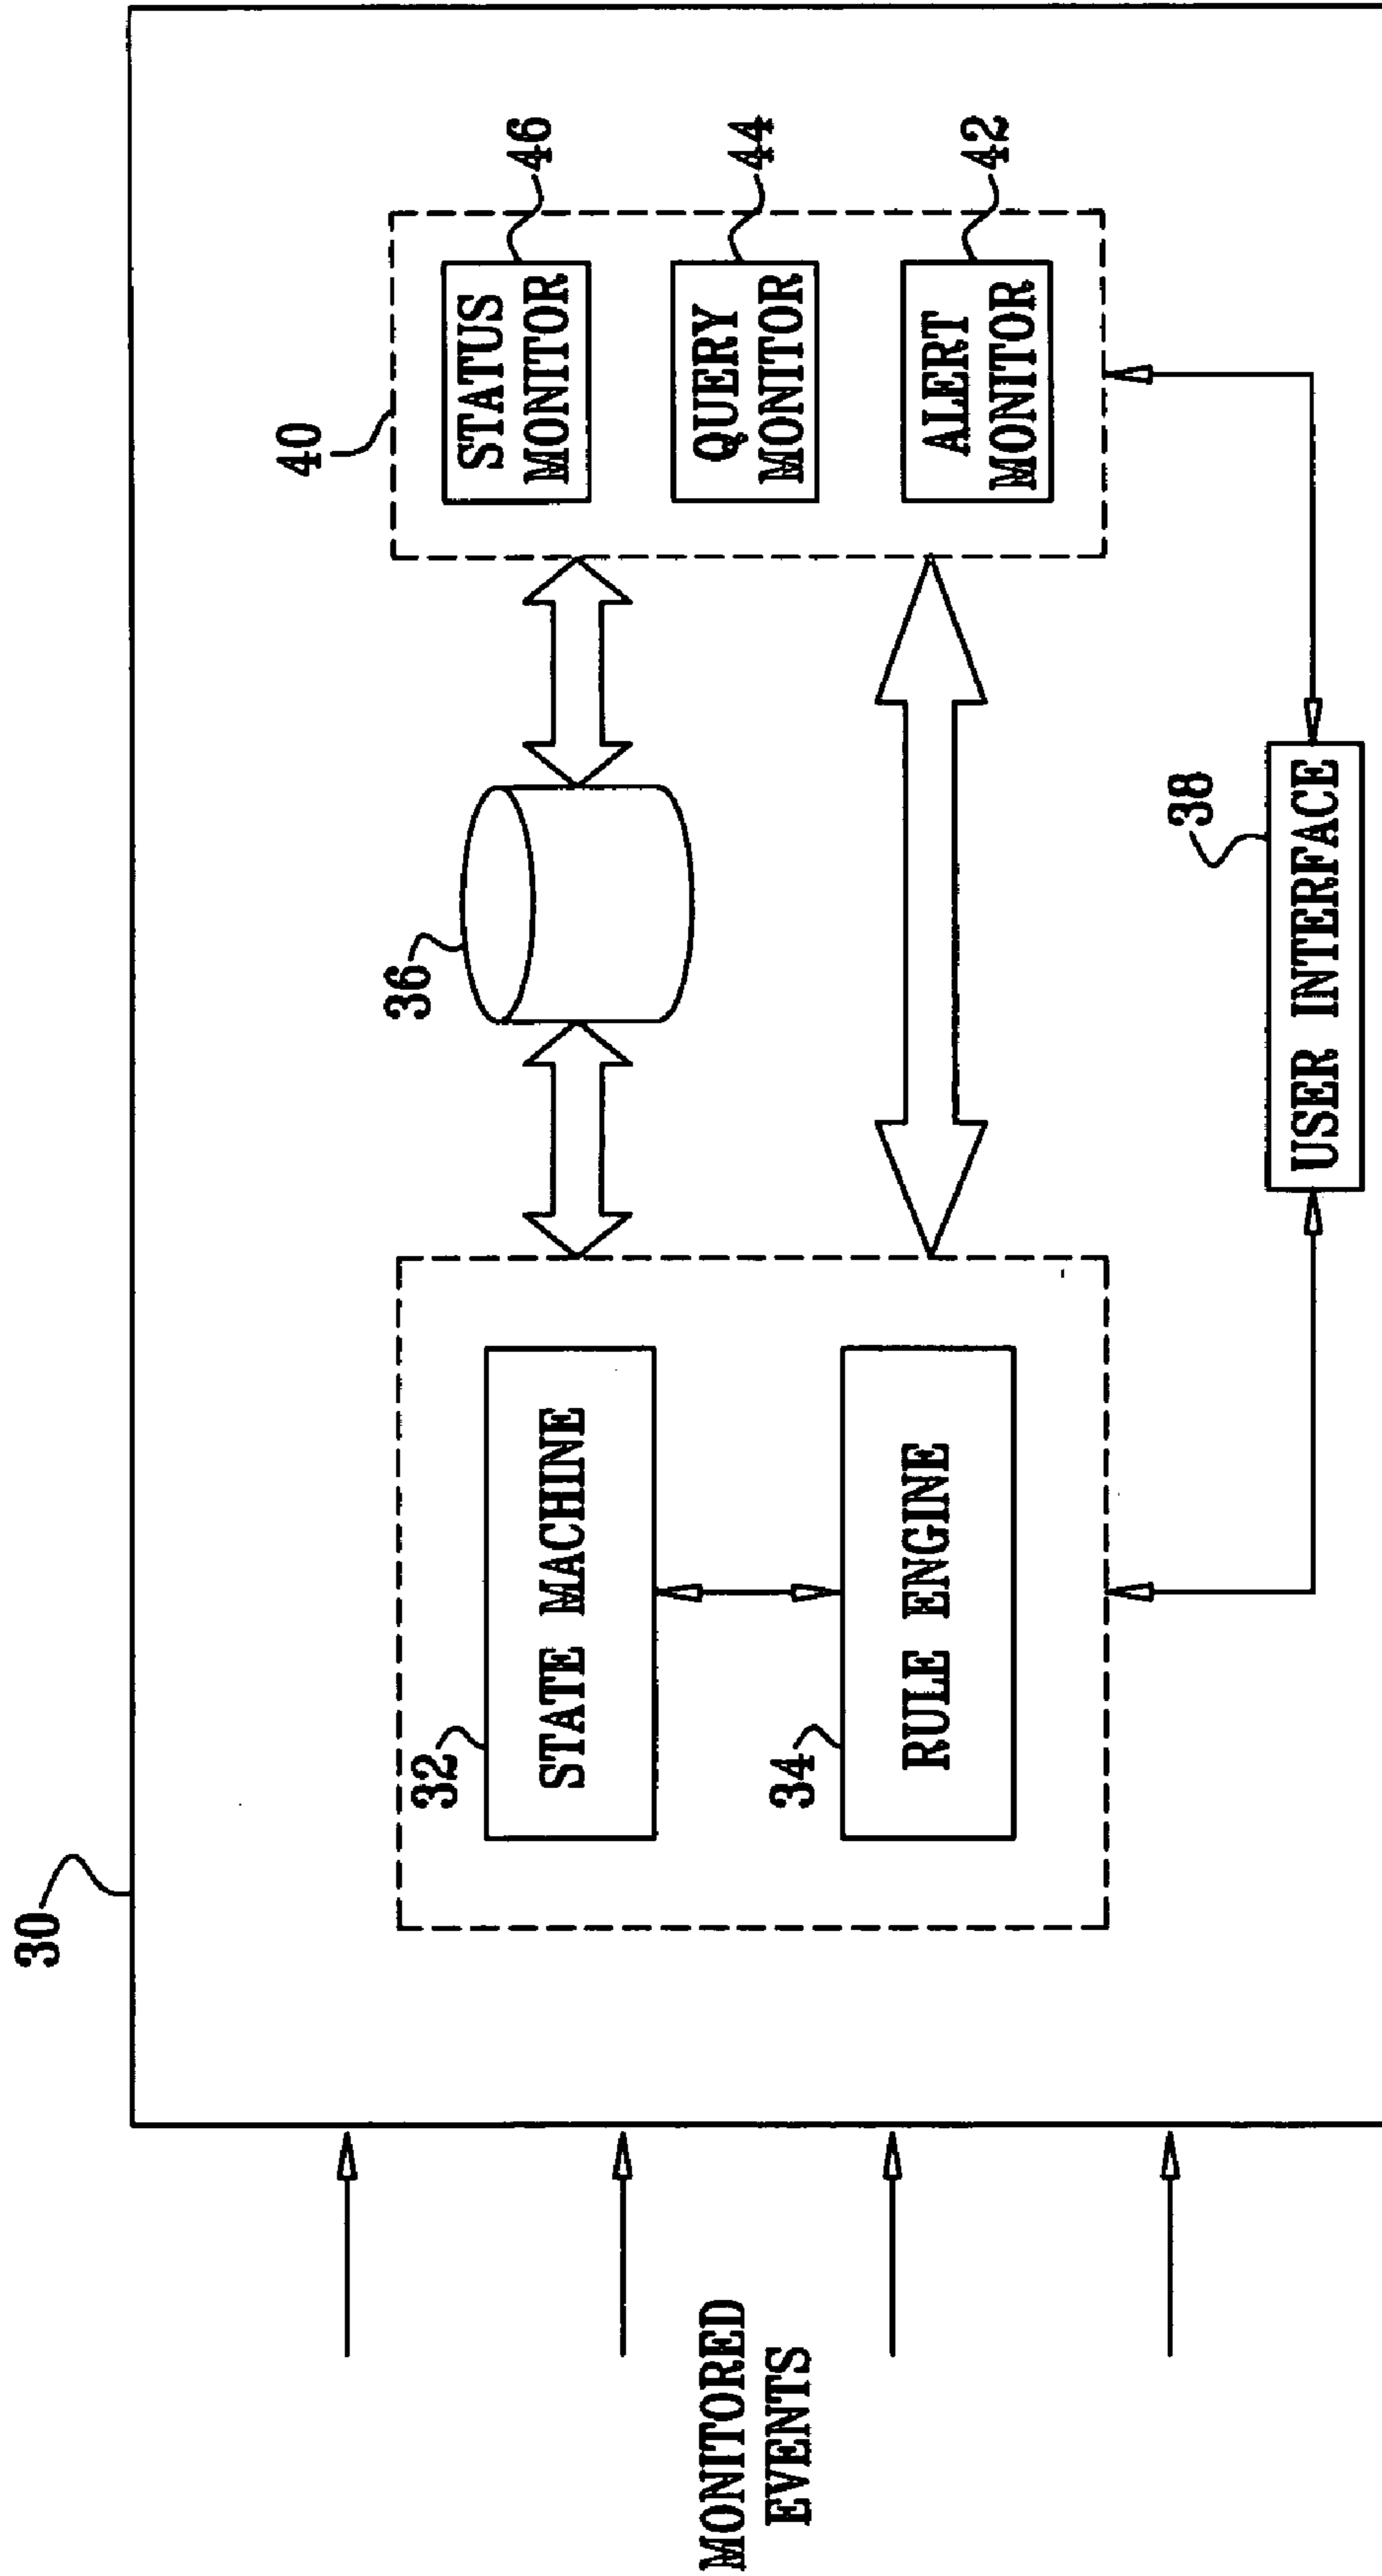 30
40
STATUS
MONITOR
46
QUERY
MONITOR
44
ALERT
MONITOR
42
36
32
STATE MACHINE
34
RULE ENGINE
38
USER INTERFACE
MONITORED
EVENTS